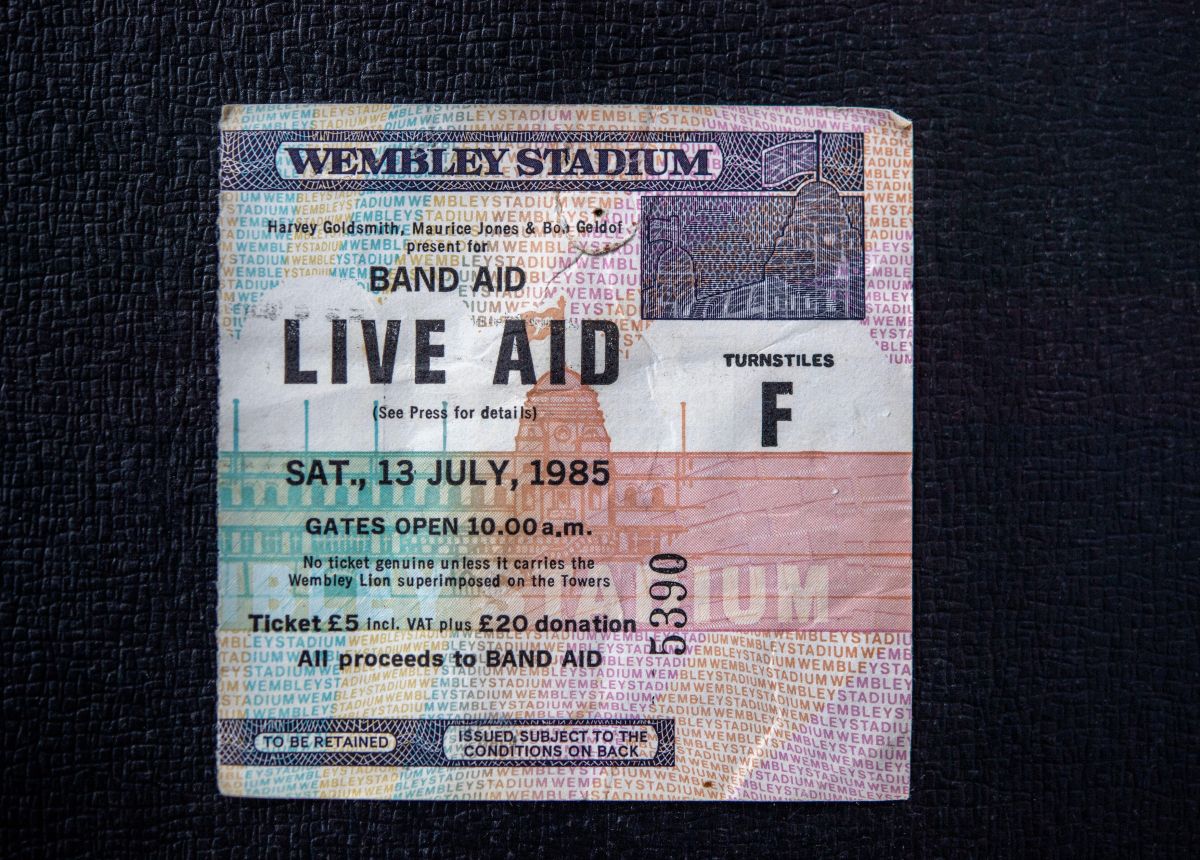 WEMBLEY STADIUM
Harvey Goldsmith, Maurice Jones & Bob Geldof
present for
BAND AID
LIVE AID
(See Press for details)
TURNSTILES
F
SAT., 13 JULY, 1985
GATES OPEN 10.00 a.m.
No ticket genuine unless it carries the
Wembley Lion superimposed on the Towers
Ticket £5 incl. VAT plus £20 donation
All proceeds to BAND AID
5390
TO BE RETAINED
ISSUED SUBJECT TO THE
CONDITIONS ON BACK